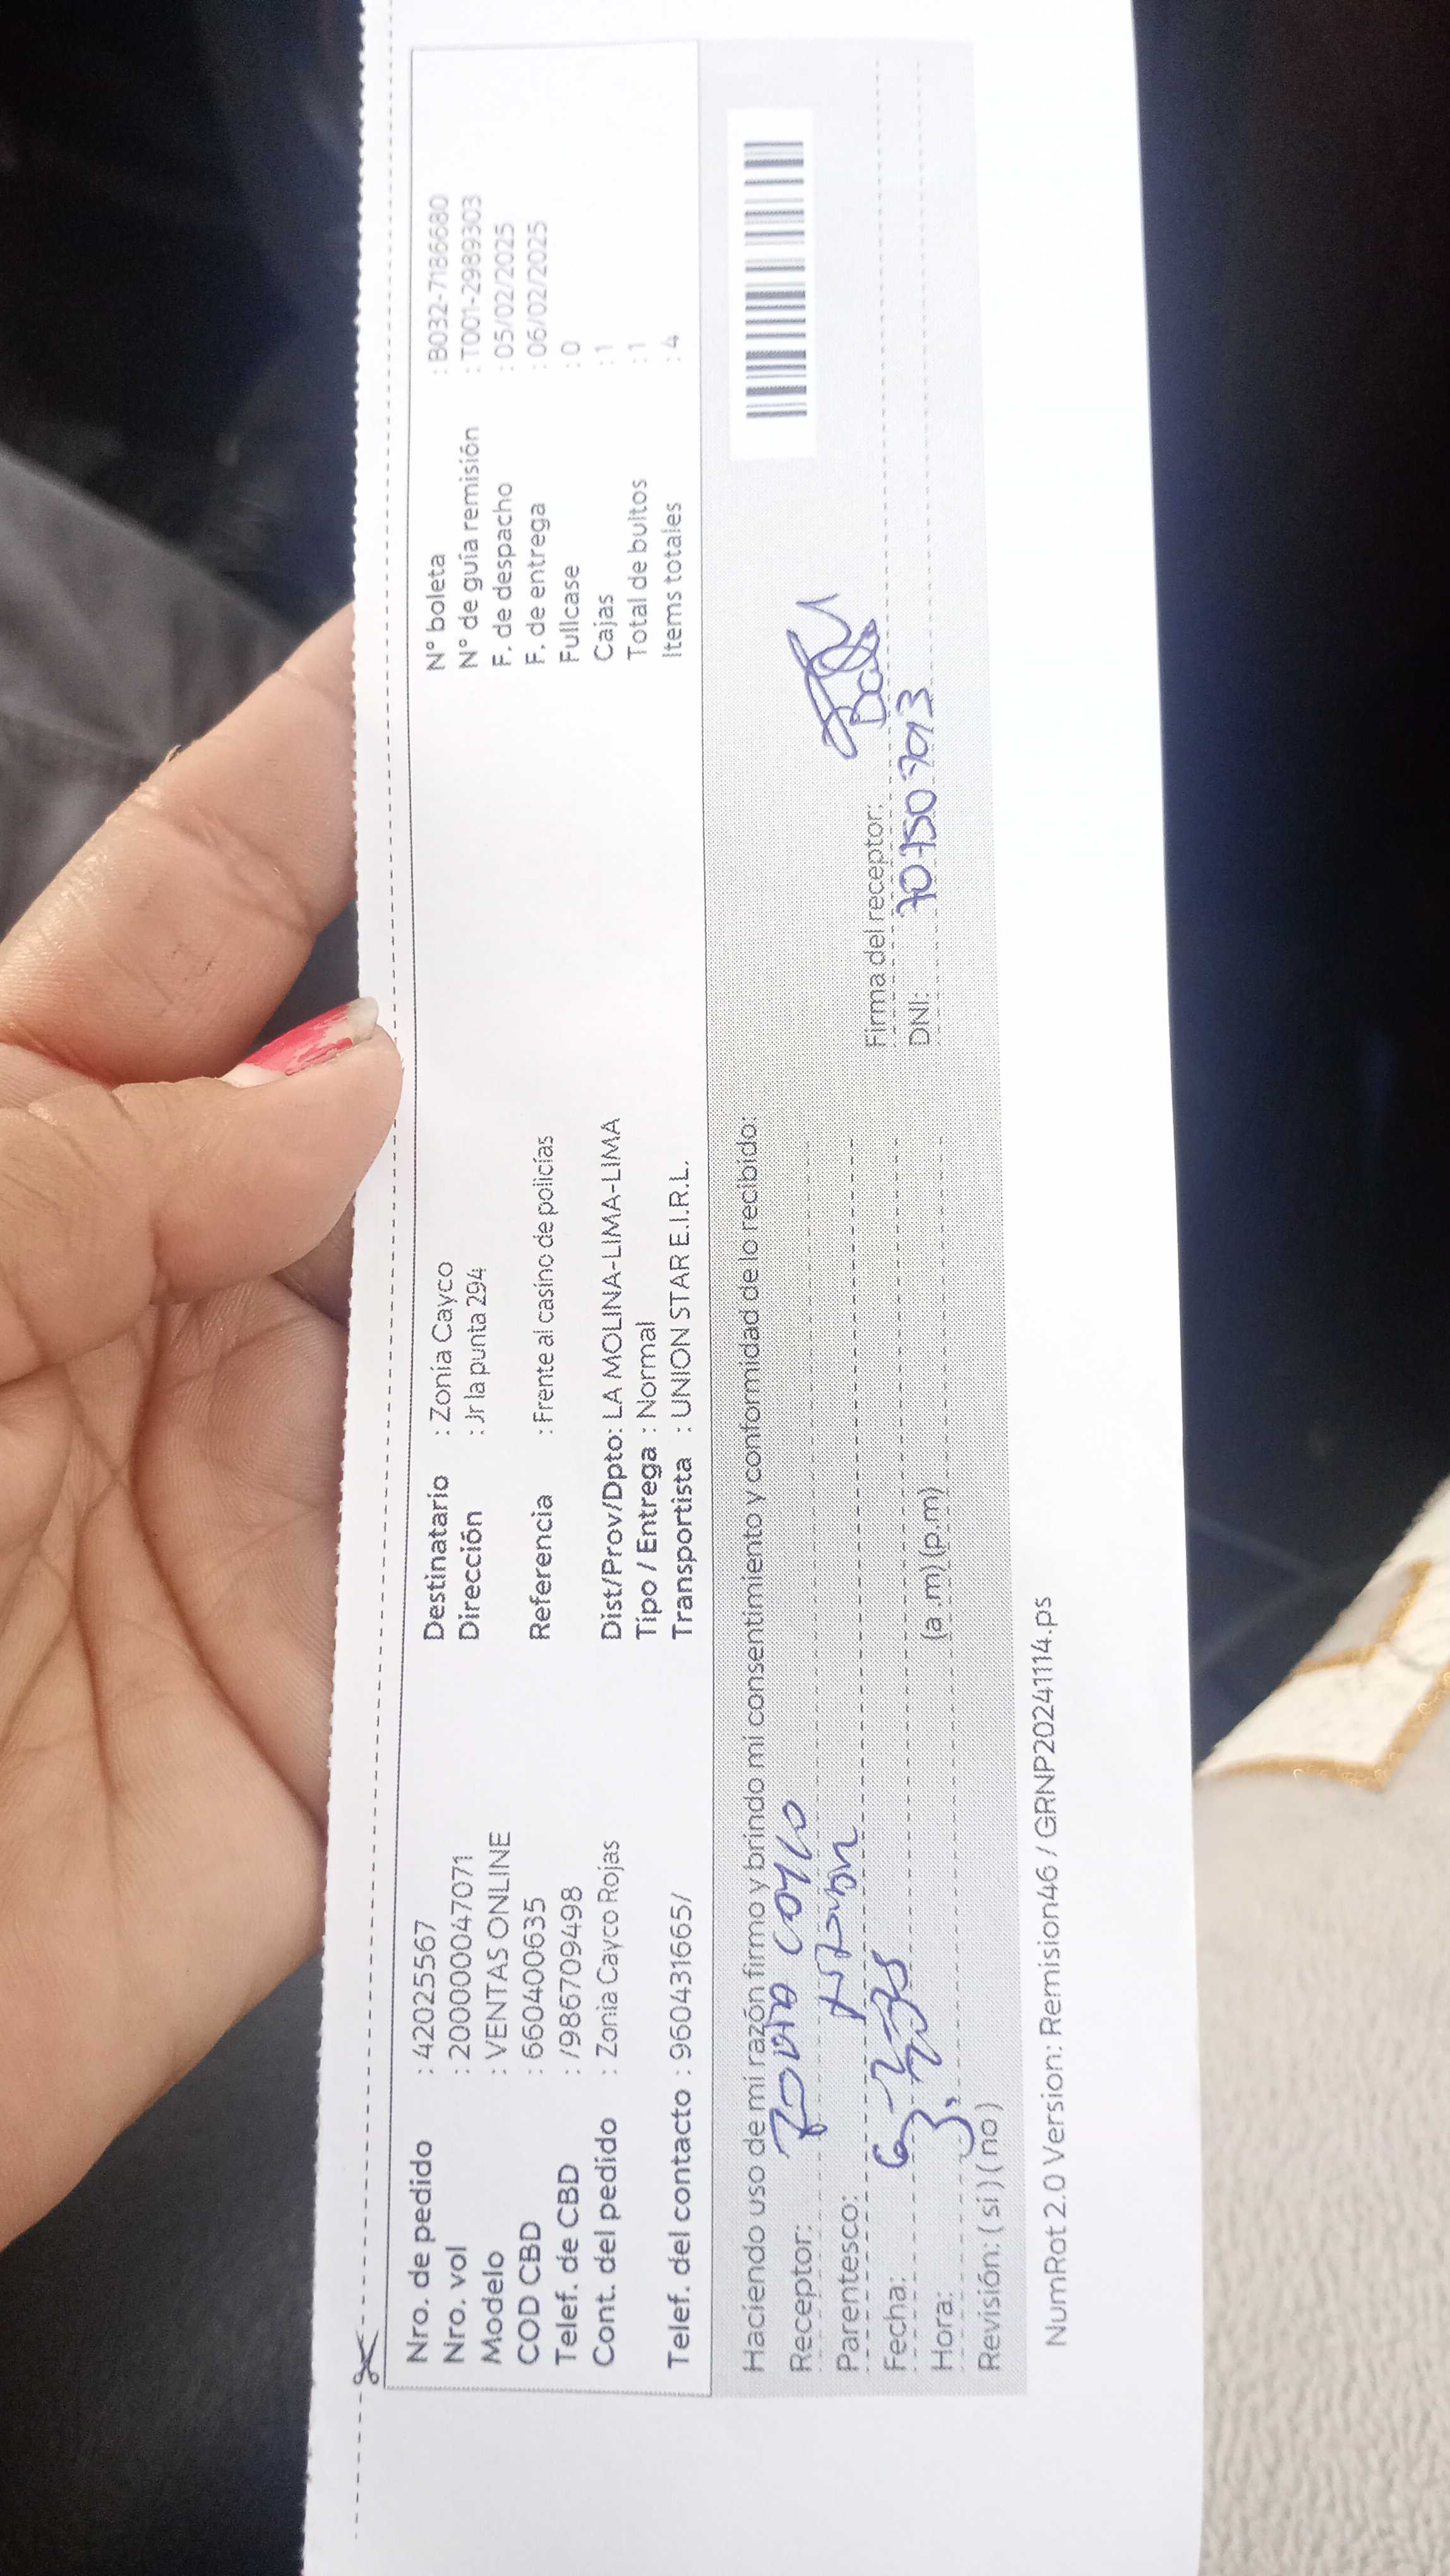 Nro. de pedido : 42025567
Nro. vol : 200000047071
Modelo : VENTAS ONLINE
COD CBD : 660400635
Telef. de CBD : /986709498
Cont. del pedido : Zonia Cayco Rojas
Telef. del contacto : 960431665/
Destinatario : Zonia Cayco
Dirección : Jr la punta 294
Referencia : Frente al casino de policías
Dist/Prov/Dpto: LA MOLINA-LIMA-LIMA
Tipo / Entrega : Normal
Transportista : UNION STAR E.I.R.L.
N° boleta : B032-7186680
N° de guía remisión : T001-2989303
F. de despacho : 05/02/2025
F. de entrega : 06/02/2025
Fullcase : 0
Cajas : 1
Total de bultos : 1
Items totales : 4
Haciendo uso de mi razón firmo y brindo mi consentimiento y conformidad de lo recibido:
Receptor:
Parentesco:
Fecha:
Hora: (a .m) (p.m)
Revisión: ( si ) ( no )
Firma del receptor:
DNI:
NumRot 2.0 Version: Remision46 / GRNP20241114.ps